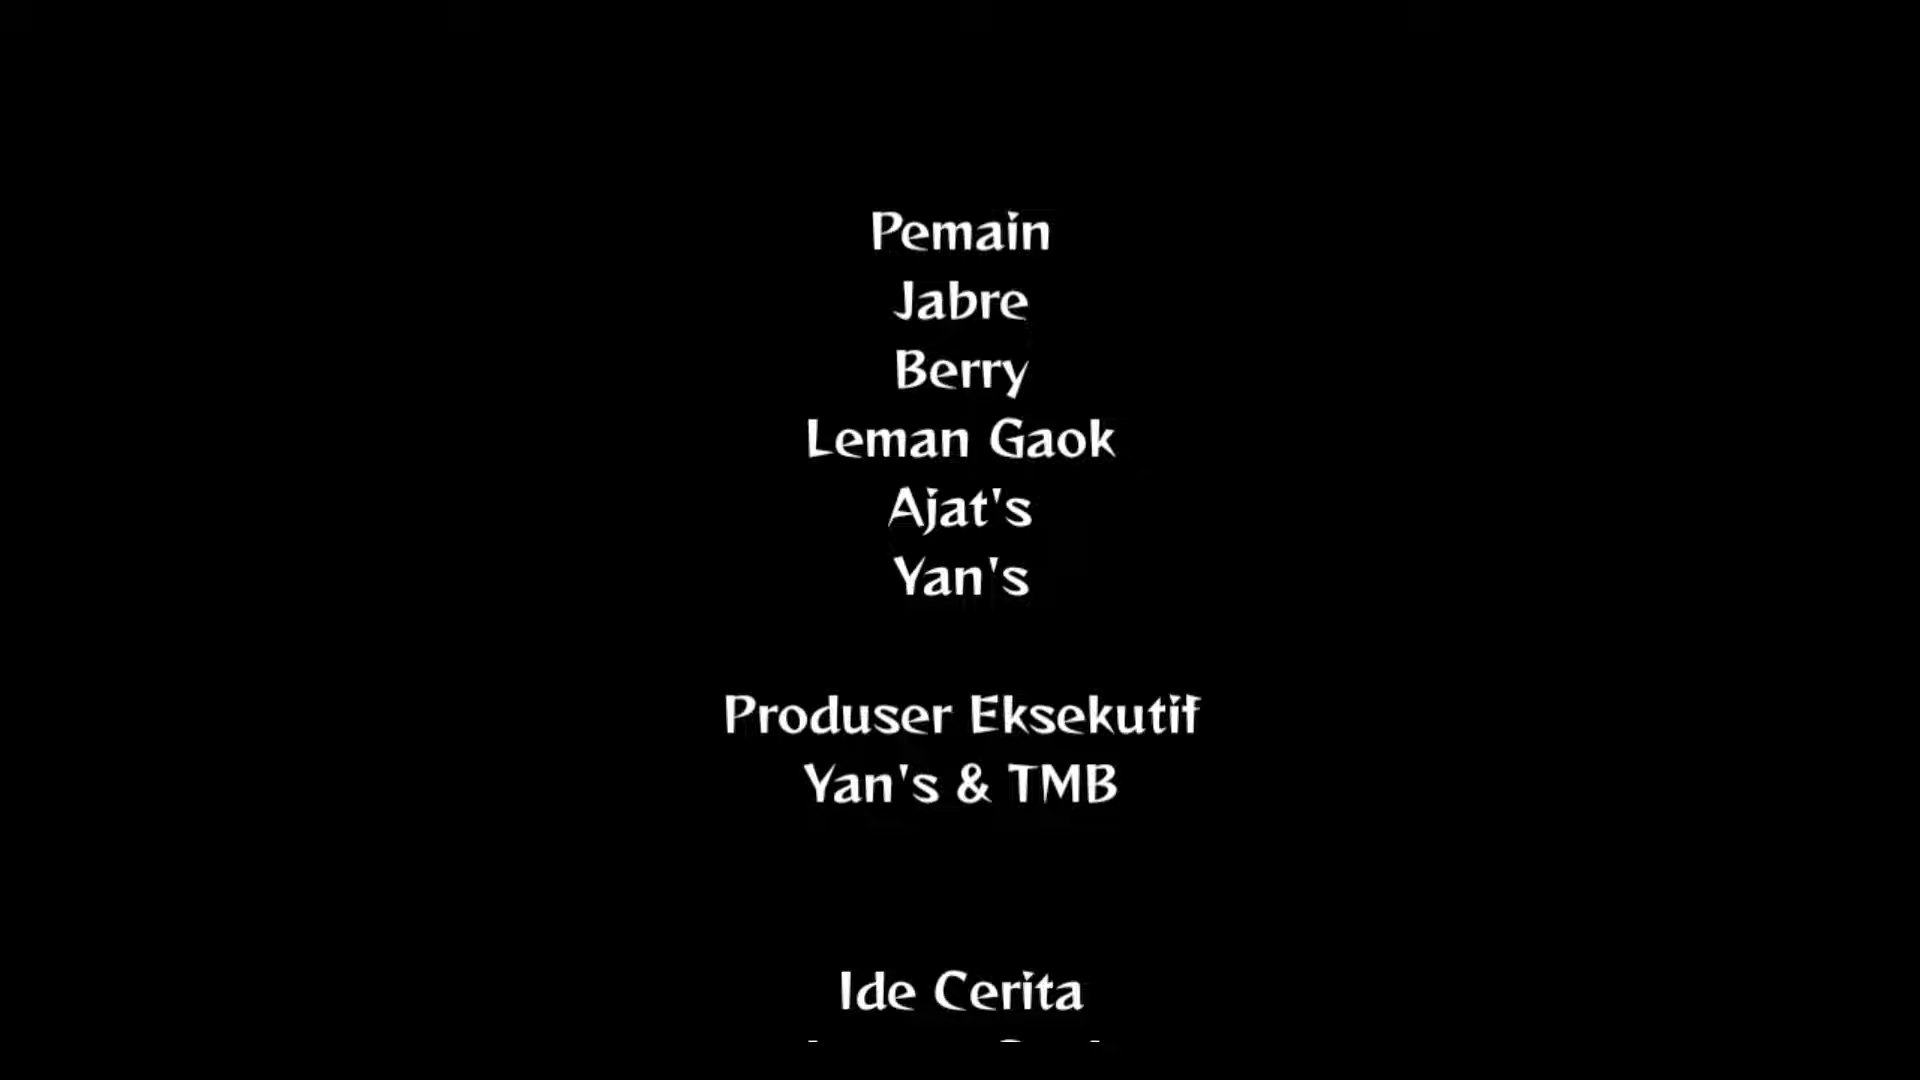 Pemain
Jabre
Berry
Leman Gaok
Ajat's
Yan's
Produser Eksekutif
Yan's & TMB
Ide Cerita